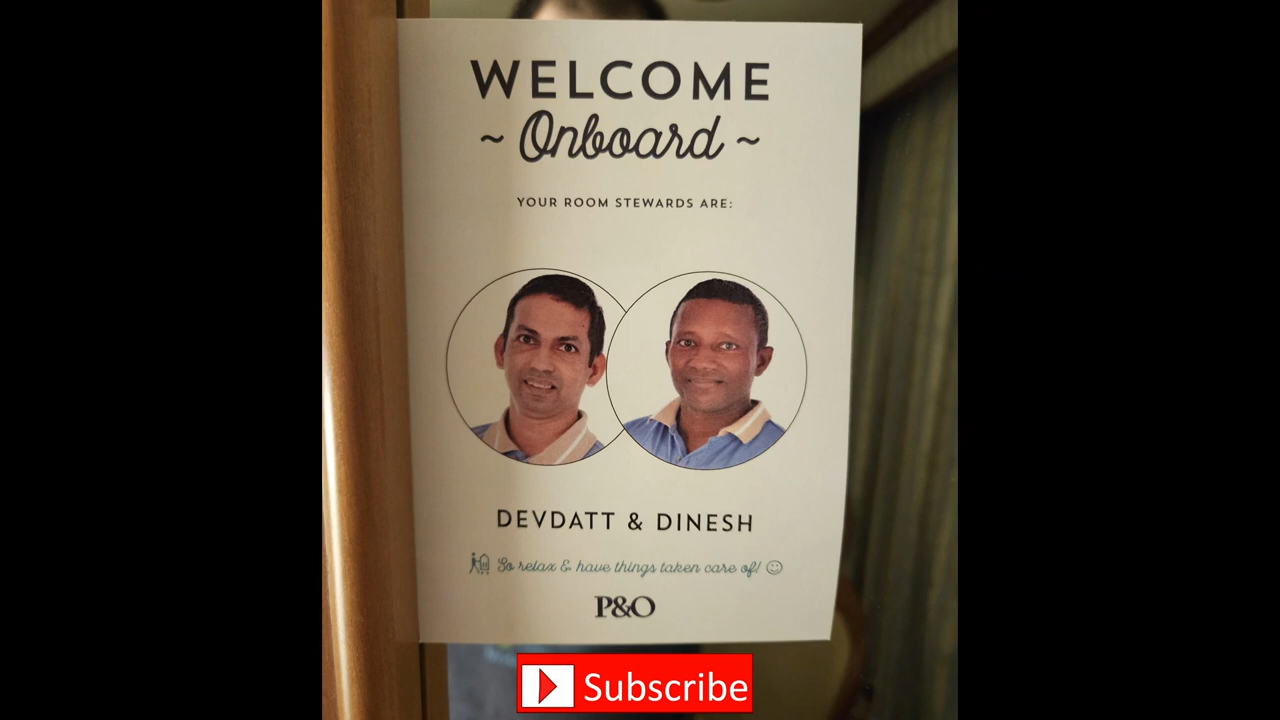 WELCOME
~ Onboard ~
YOUR ROOM STEWARDS ARE:
DEVDATT & DINESH
So relax & have things taken care of! ☺
P&O
Subscribe